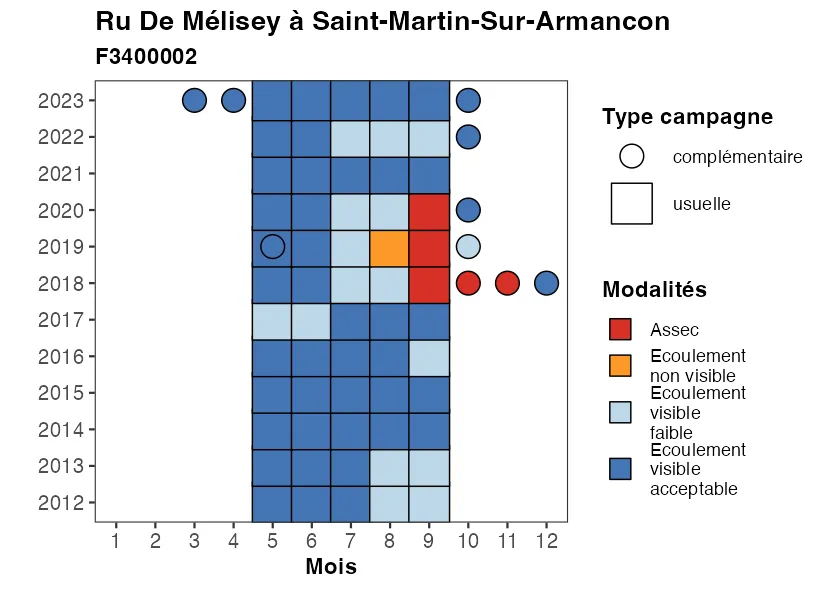 Ru De Mélisey à Saint-Martin-Sur-Armancon
F3400002
2023
2022
2021
2020
2019
2018
2017
2016
2015
2014
2013
2012
1 2 3 4 5 6 7 8 9 10 11 12
Mois
Type campagne
complémentaire
usuelle
Modalités
Assec
Ecoulement
non visible
Ecoulement
visible
faible
Ecoulement
visible
acceptable